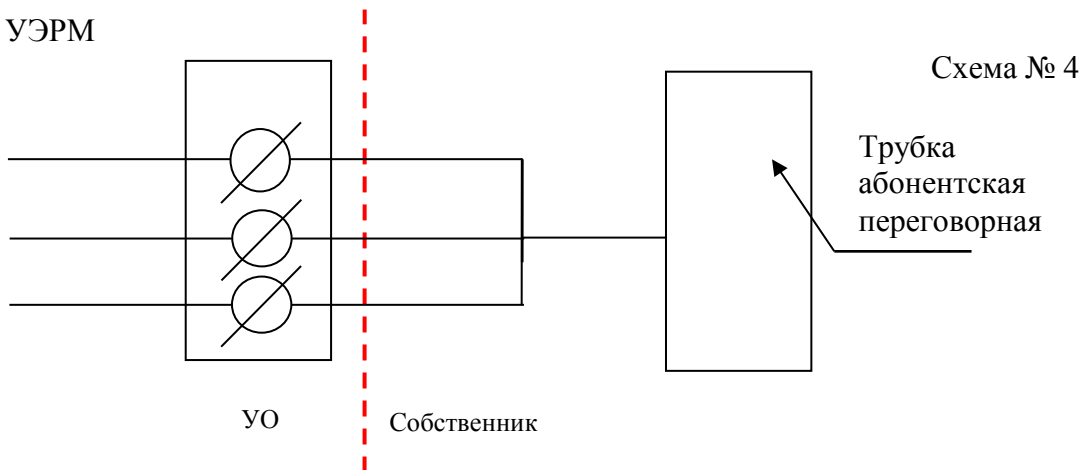 УЭРМ
Схема № 4
Трубка
абонентская
переговорная
УО
Собственник